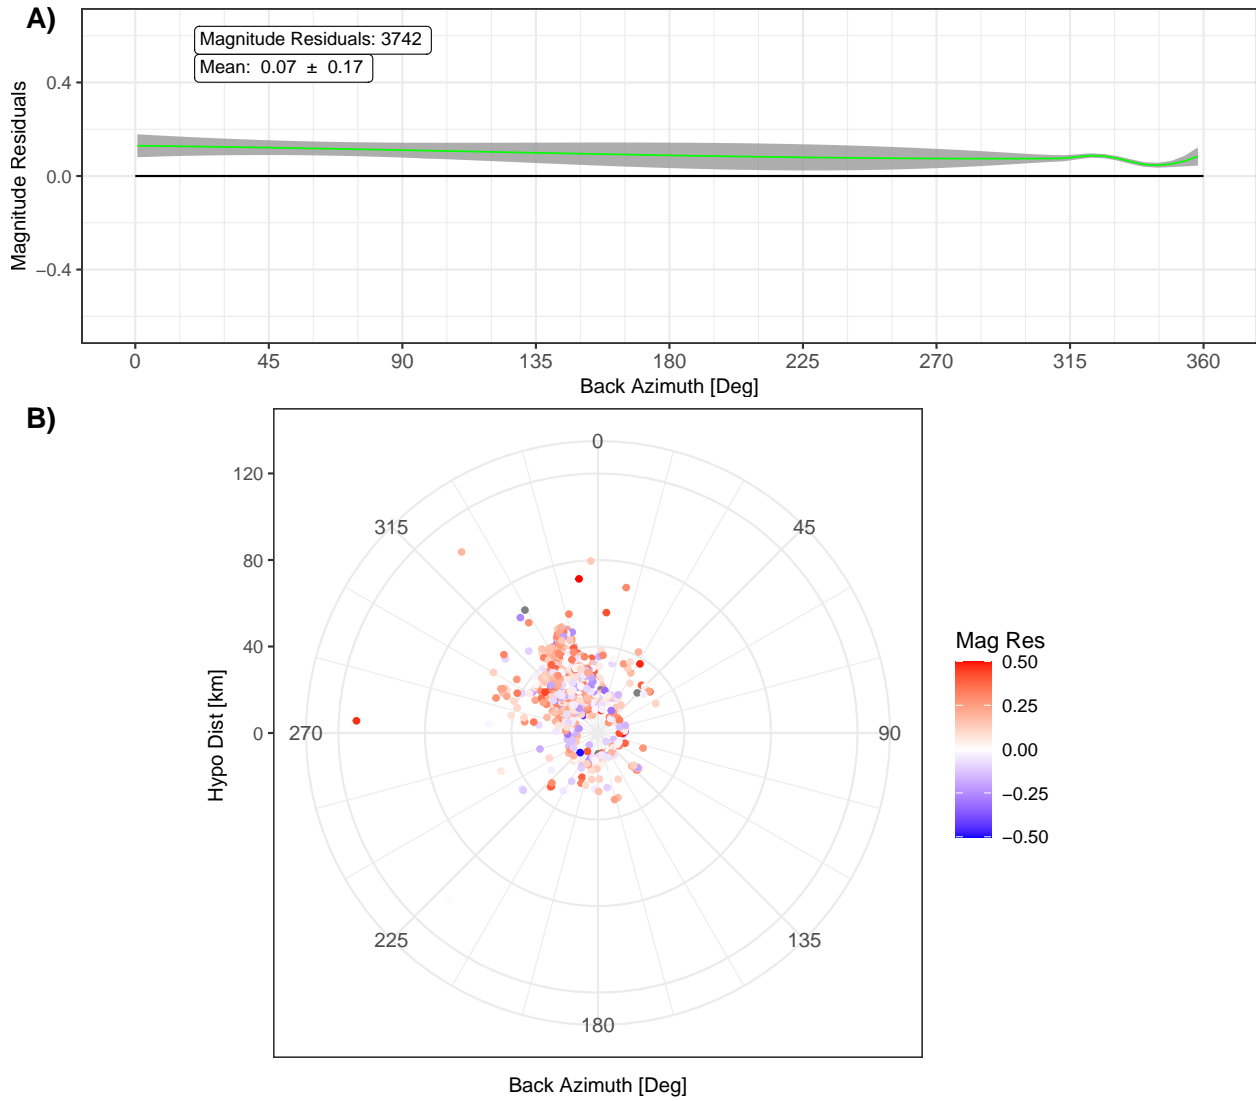 A)
Magnitude Residuals: 3742
Mean:  0.07  ±  0.17
Magnitude Residuals
0.4
0.0
−0.4
0 45 90 135 180 225 270 315 360
Back Azimuth [Deg]
B)
Hypo Dist [km]
120
80
40
0
0
45
90
135
180
225
270
315
Back Azimuth [Deg]
Mag Res
0.50
0.25
0.00
−0.25
−0.50